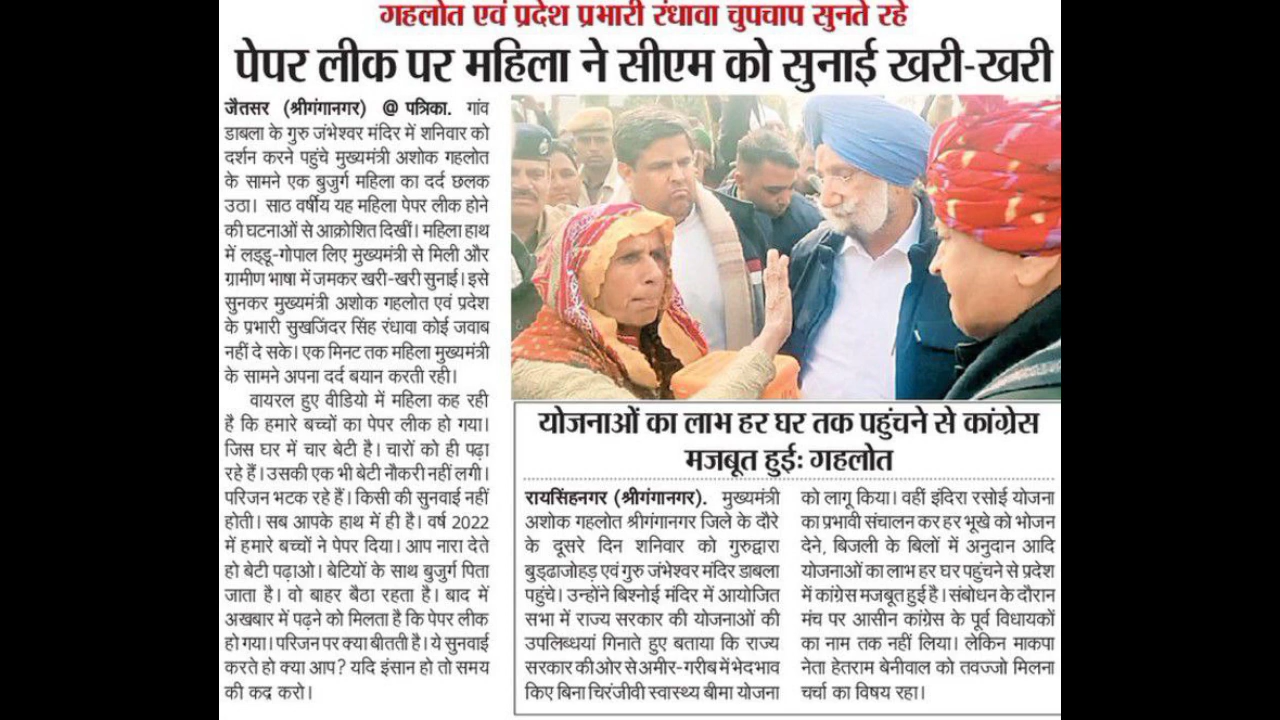 गहलोत एवं प्रदेश प्रभारी रंधावा चुपचाप सुनते रहे
पेपर लीक पर महिला ने सीएम को सुनाई खरी-खरी
जैतसर (श्रीगंगानगर) @ पत्रिका. गांव
डाबला के गुरु जंभेश्वर मंदिर में शनिवार को
दर्शन करने पहुंचे मुख्यमंत्री अशोक गहलोत
के सामने एक बुजुर्ग महिला का दर्द छलक
उठा। साठ वर्षीय यह महिला पेपर लीक होने
की घटनाओं से आक्रोशित दिखीं। महिला हाथ
में लड्डू-गोपाल लिए मुख्यमंत्री से मिली और
ग्रामीण भाषा में जमकर खरी-खरी सुनाई। इसे
सुनकर मुख्यमंत्री अशोक गहलोत एवं प्रदेश
के प्रभारी सुखजिंदर सिंह रंधावा कोई जवाब
नहीं दे सके। एक मिनट तक महिला मुख्यमंत्री
के सामने अपना दर्द बयान करती रही।
वायरल हुए वीडियो में महिला कह रही
है कि हमारे बच्चों का पेपर लीक हो गया।
जिस घर में चार बेटी है। चारों को ही पढ़ा
रहे हैं। उसकी एक भी बेटी नौकरी नहीं लगी।
परिजन भटक रहे हैं। किसी की सुनवाई नहीं
होती। सब आपके हाथ में ही है। वर्ष 2022
में हमारे बच्चों ने पेपर दिया। आप नारा देते
हो बेटी पढ़ाओ। बेटियों के साथ बुजुर्ग पिता
जाता है। वो बाहर बैठा रहता है। बाद में
अखबार में पढ़ने को मिलता है कि पेपर लीक
हो गया। परिजन पर क्या बीतती है। ये सुनवाई
करते हो क्या आप? यदि इंसान हो तो समय
की कद्र करो।
योजनाओं का लाभ हर घर तक पहुंचने से कांग्रेस
मजबूत हुई: गहलोत
रायसिंहनगर (श्रीगंगानगर). मुख्यमंत्री
अशोक गहलोत श्रीगंगानगर जिले के दौरे
के दूसरे दिन शनिवार को गुरुद्वारा
बुड्ढाजोहड़ एवं गुरु जंभेश्वर मंदिर डाबला
पहुंचे। उन्होंने बिश्नोई मंदिर में आयोजित
सभा में राज्य सरकार की योजनाओं की
उपलिब्धयां गिनाते हुए बताया कि राज्य
सरकार की ओर से अमीर-गरीब में भेदभाव
किए बिना चिरंजीवी स्वास्थ्य बीमा योजना
को लागू किया। वहीं इंदिरा रसोई योजना
का प्रभावी संचालन कर हर भूखे को भोजन
देने, बिजली के बिलों में अनुदान आदि
योजनाओं का लाभ हर घर पहुंचने से प्रदेश
में कांग्रेस मजबूत हुई है। संबोधन के दौरान
मंच पर आसीन कांग्रेस के पूर्व विधायकों
का नाम तक नहीं लिया। लेकिन माकपा
नेता हेतराम बेनीवाल को तवज्जो मिलना
चर्चा का विषय रहा।